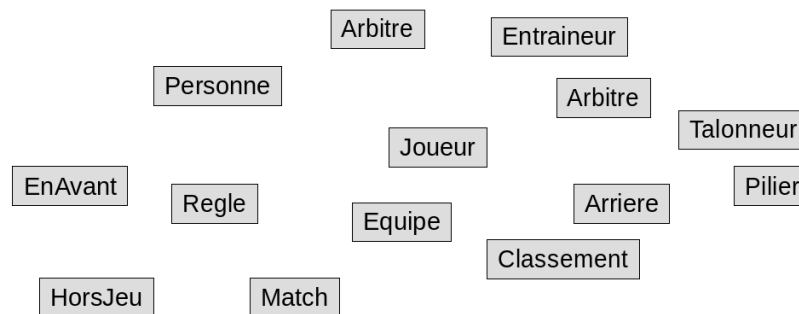 Arbitre
Entraineur
Personne
Arbitre
Talonneur
Joueur
EnAvant
Pilier
Regle
Arriere
Equipe
Classement
HorsJeu
Match